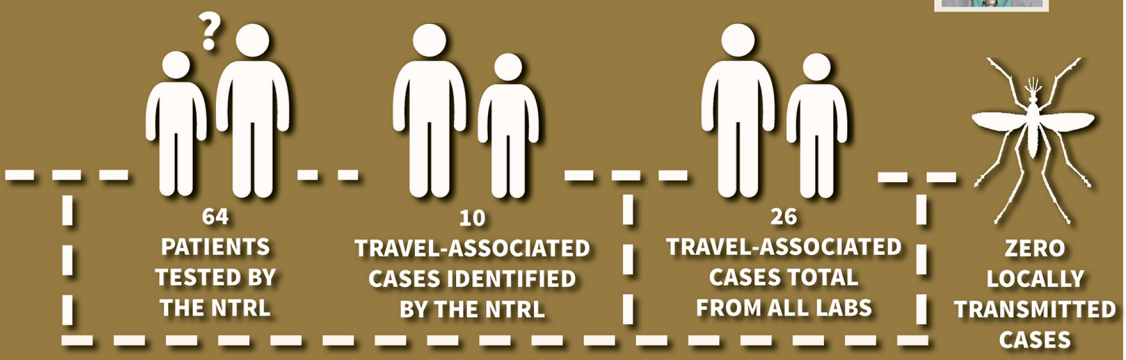 ?
64
PATIENTS
TESTED BY
THE NTRL
10
TRAVEL-ASSOCIATED
CASES IDENTIFIED
BY THE NTRL
26
TRAVEL-ASSOCIATED
CASES TOTAL
FROM ALL LABS
ZERO
LOCALLY
TRANSMITTED
CASES